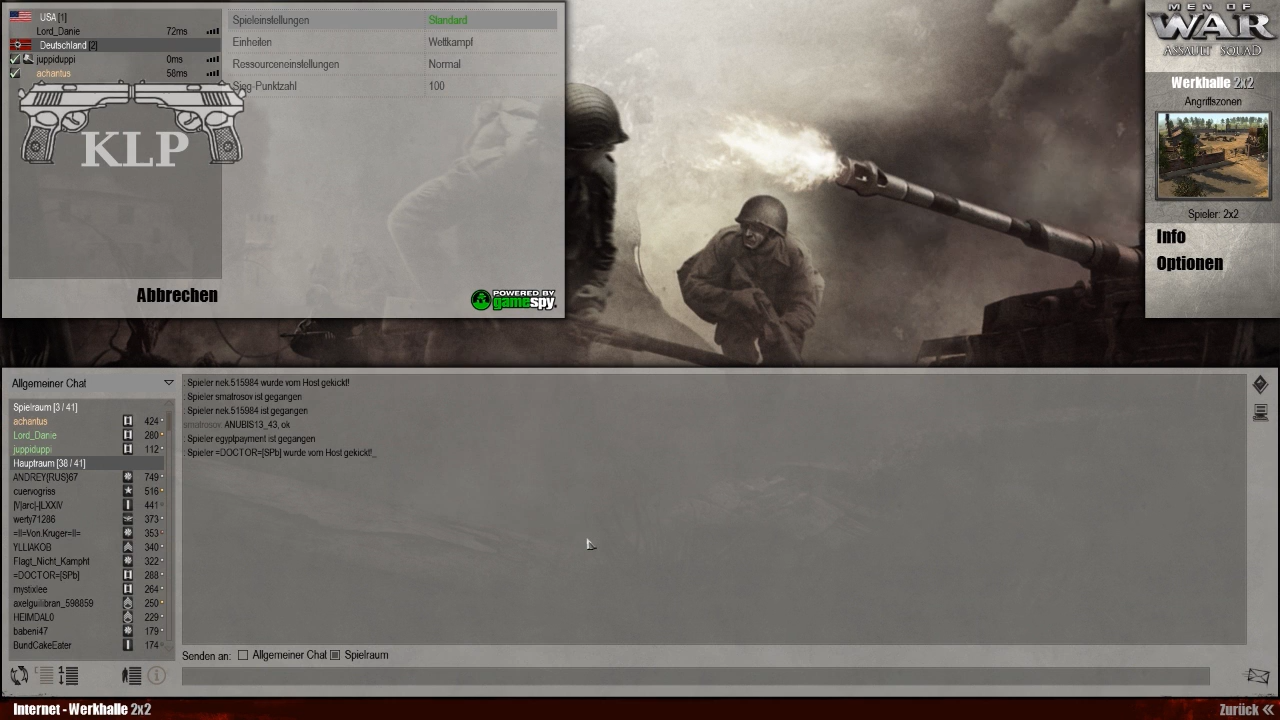 USA [1]
Lord_Danie 72ms
Deutschland [2]
juppiduppi 0ms
achantus 58ms
KLP
Abbrechen
Spieleinstellungen Standard
Einheiten Wettkampf
Ressourceneinstellungen Normal
Sieg-Punktzahl 100
POWERED BY
gamespy
MEN OF
WAR
ASSAULT SQUAD
Werkhalle 2x2
Angriffszonen
Spieler: 2x2
Info
Optionen
Allgemeiner Chat
Spielraum [3 / 41]
achantus 424
Lord_Danie 280
juppiduppi 112
Hauptraum [38 / 41]
ANDREY{RUS}67 749
cuervogriss 516
|V|arc|-|LXXIV 441
werty71286 373
=II=Von.Kruger=II= 353
YLLIAKOB 340
Flagt_Nicht_Kampht 322
=DOCTOR=[SPb] 288
mystixlee 264
axelguilibran_598859 250
HEIMDAL0 229
babeni47 179
BundCakeEater 174
: Spieler nek.515984 wurde vom Host gekickt!
: Spieler smatrosov ist gegangen
: Spieler nek.515984 ist gegangen
smatrosov: ANUBIS13_43, ok
: Spieler egyptpayment ist gegangen
: Spieler =DOCTOR=[SPb] wurde vom Host gekickt!_
Senden an: Allgemeiner Chat Spielraum
Internet - Werkhalle 2x2
Zurück «